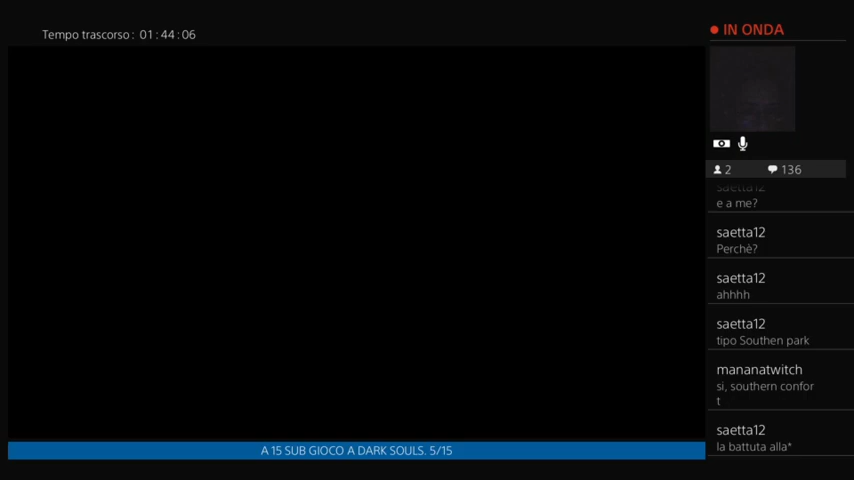 Tempo trascorso: 01:44:06
IN ONDA
2
136
saetta12
e a me?
saetta12
Perchè?
saetta12
ahhhh
saetta12
tipo Southen park
mananatwitch
si, southern confor
t
saetta12
la battuta alla*
A 15 SUB GIOCO A DARK SOULS. 5/15